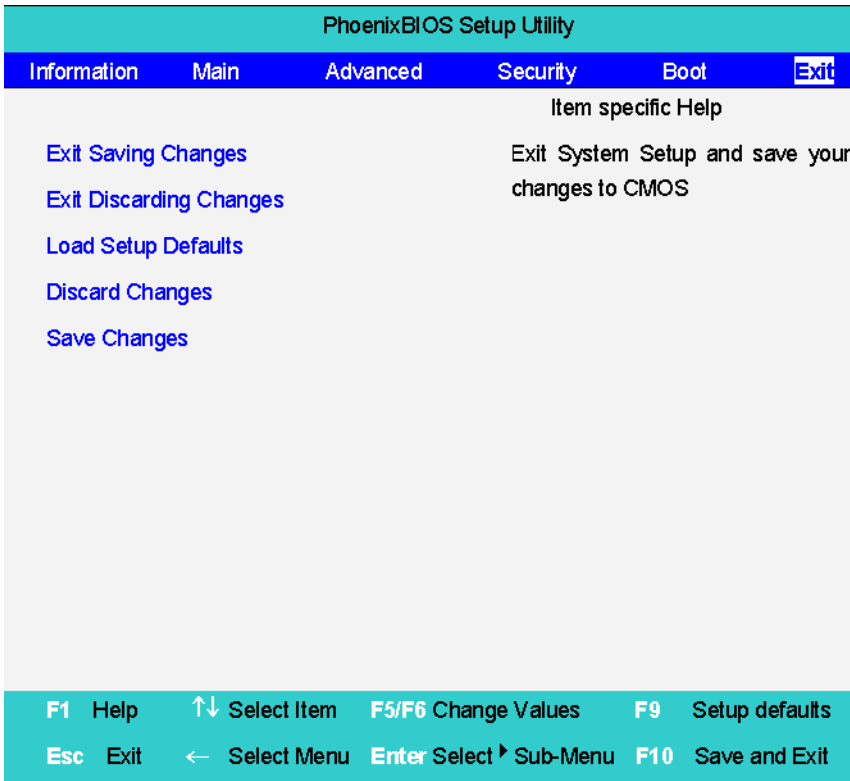 PhoenixBIOS Setup Utility
Information Main Advanced Security Boot Exit
Item specific Help
Exit Saving Changes
Exit System Setup and save your
changes to CMOS
Exit Discarding Changes
Load Setup Defaults
Discard Changes
Save Changes
F1 Help ↑↓ Select Item F5/F6 Change Values F9 Setup defaults
Esc Exit ← Select Menu Enter Select ▸ Sub-Menu F10 Save and Exit